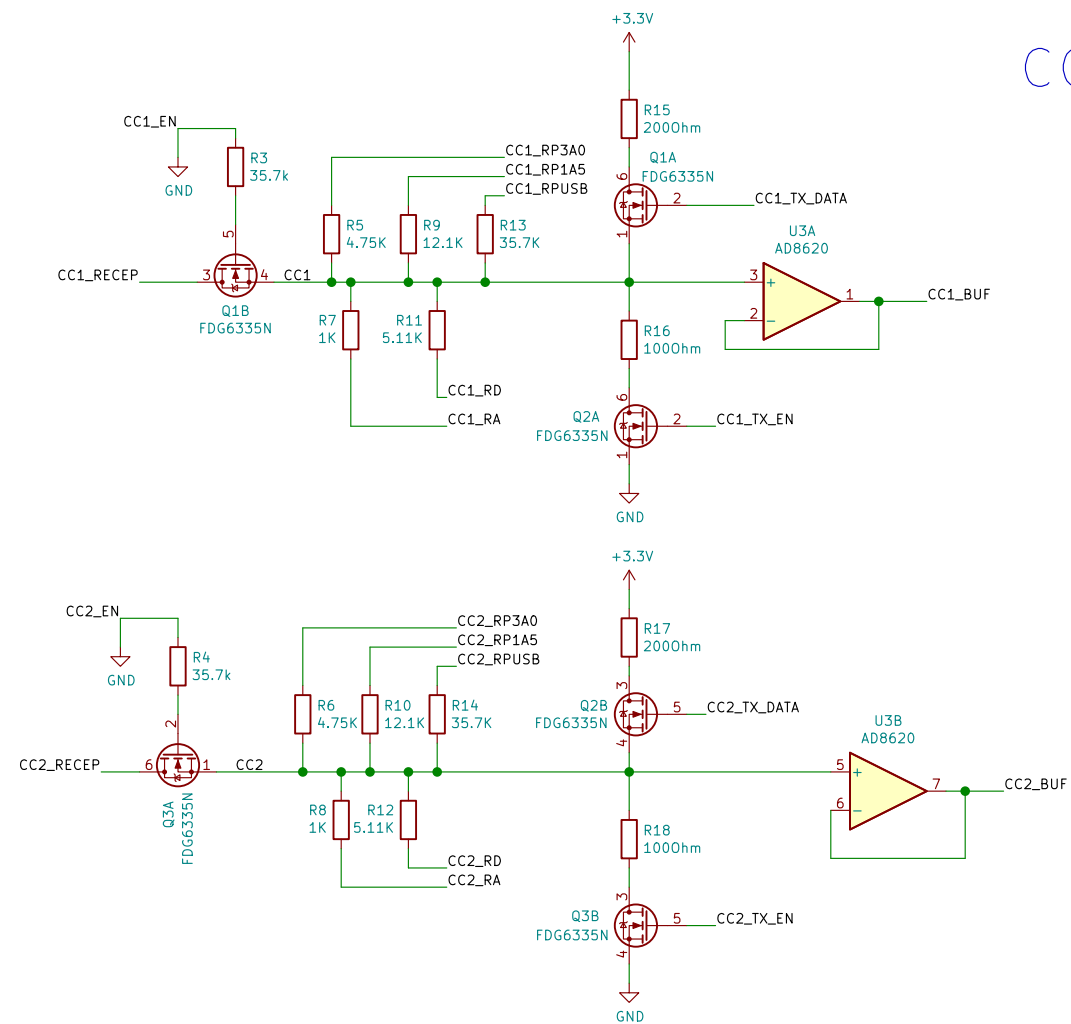 +3.3V
CC
R15
200Ohm
CC1_EN
R3
35.7k
GND
CC1_RP3A0
CC1_RP1A5
CC1_RPUSB
Q1A
FDG6335N
6
2
CC1_TX_DATA
1
5
R5
4.75K
R9
12.1K
R13
35.7K
U3A
AD8620
CC1_RECEP
3
4
CC1
3
+
1
CC1_BUF
2
−
Q1B
FDG6335N
R7
1K
R11
5.11K
R16
100Ohm
CC1_RD
CC1_RA
6
Q2A
FDG6335N
2
CC1_TX_EN
1
GND
+3.3V
CC2_EN
R4
35.7k
GND
CC2_RP3A0
CC2_RP1A5
CC2_RPUSB
R17
200Ohm
3
Q2B
FDG6335N
5
CC2_TX_DATA
4
2
R6
4.75K
R10
12.1K
R14
35.7K
U3B
AD8620
CC2_RECEP
6
1
CC2
5
+
7
CC2_BUF
6
−
Q3A
FDG6335N
R8
1K
R12
5.11K
R18
100Ohm
CC2_RD
CC2_RA
3
Q3B
FDG6335N
5
CC2_TX_EN
4
GND